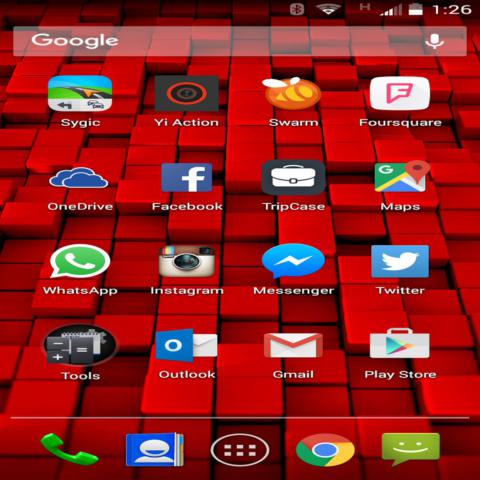 H 1:26
Google
Sygic Yi Action Swarm Foursquare
OneDrive Facebook TripCase Maps
WhatsApp Instagram Messenger Twitter
Tools Outlook Gmail Play Store